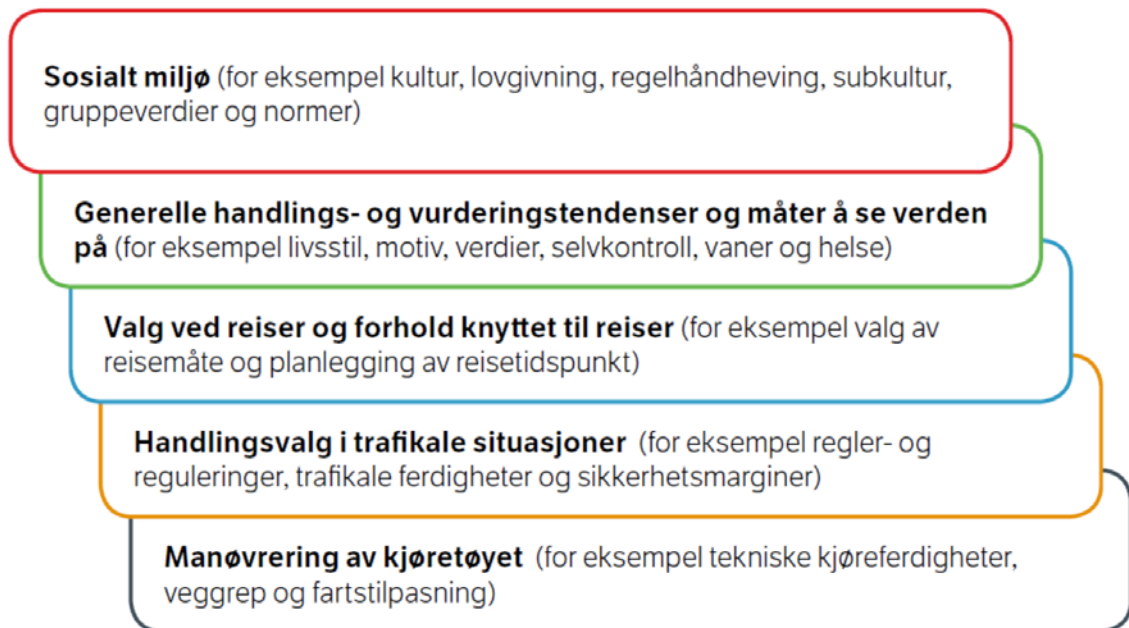 Sosialt miljø (for eksempel kultur, lovgivning, regelhåndheving, subkultur,
gruppeverdier og normer)
Generelle handlings- og vurderingstendenser og måter å se verden
på (for eksempel livsstil, motiv, verdier, selvkontroll, vaner og helse)
Valg ved reiser og forhold knyttet til reiser (for eksempel valg av
reisemåte og planlegging av reisetidspunkt)
Handlingsvalg i trafikale situasjoner (for eksempel regler- og
reguleringer, trafikale ferdigheter og sikkerhetsmarginer)
Manøvrering av kjøretøyet (for eksempel tekniske kjøreferdigheter,
veggrep og fartstilpasning)